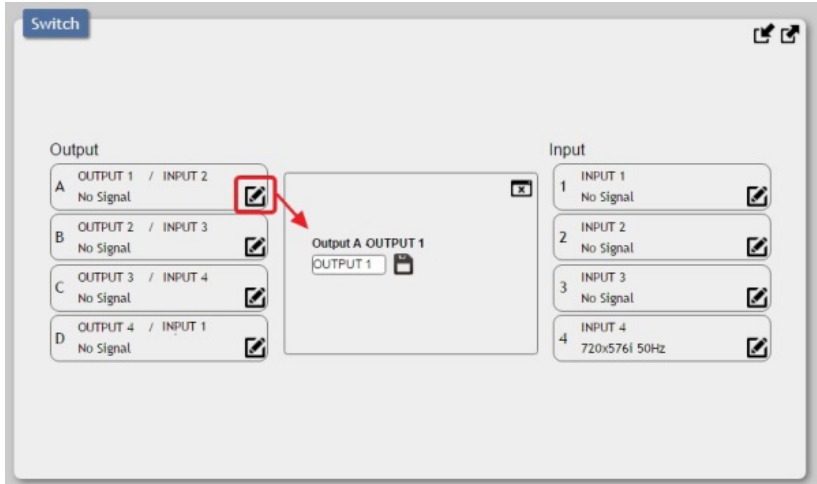 Switch
Output
A
OUTPUT 1 / INPUT 2
No Signal
B
OUTPUT 2 / INPUT 3
No Signal
C
OUTPUT 3 / INPUT 4
No Signal
D
OUTPUT 4 / INPUT 1
No Signal
Output A OUTPUT 1
OUTPUT 1
Input
1
INPUT 1
No Signal
2
INPUT 2
No Signal
3
INPUT 3
No Signal
4
INPUT 4
720x576i 50Hz